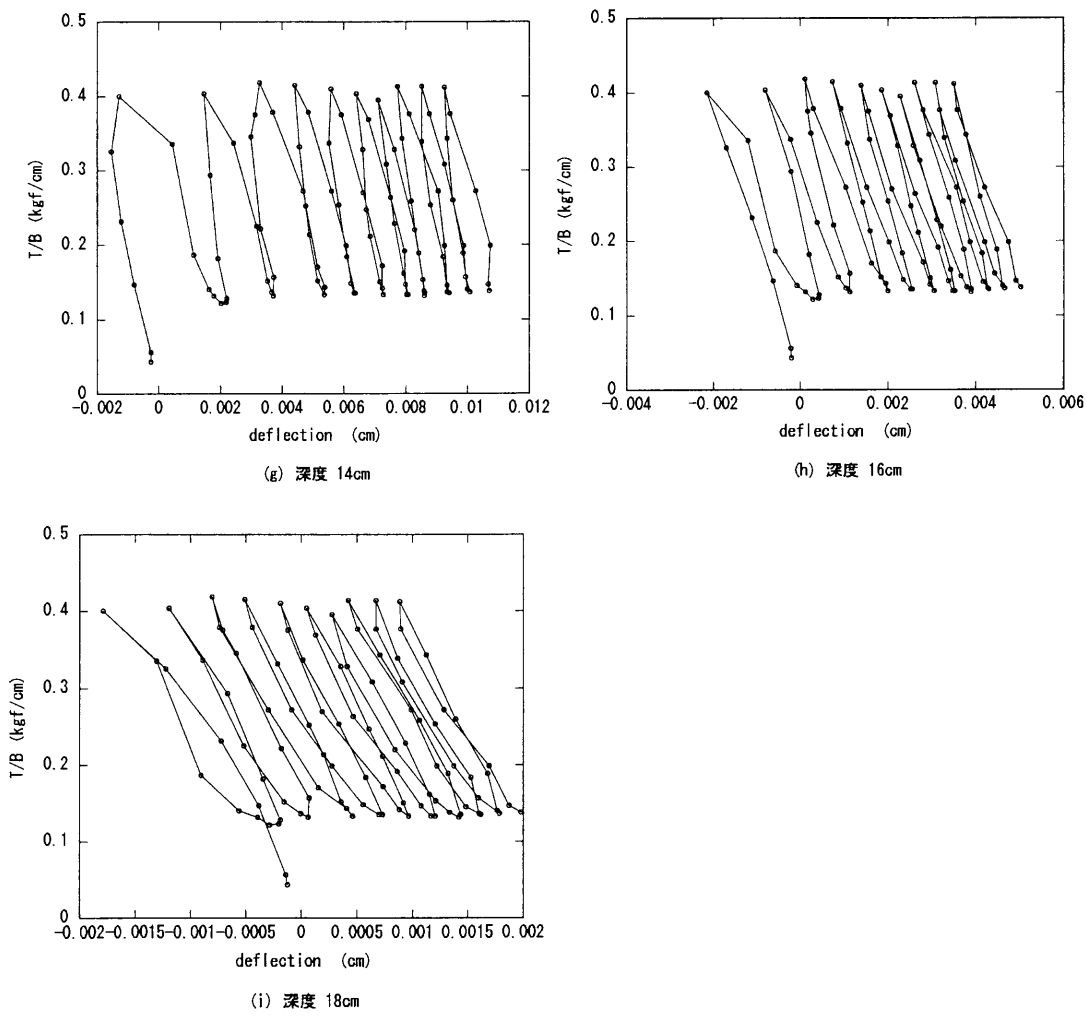 0.5
0.4
0.3
0.2
0.1
0
T/B (kgf/cm)
-0.002 0 0.002 0.004 0.006 0.008 0.01 0.012
deflection (cm)
(g) 深度 14cm
0.5
0.4
0.3
0.2
0.1
0
T/B (kgf/cm)
-0.004 -0.002 0 0.002 0.004 0.006
deflection (cm)
(h) 深度 16cm
0.5
0.4
0.3
0.2
0.1
0
T/B (kgf/cm)
-0.002 -0.0015 -0.001 -0.0005 0 0.0005 0.001 0.0015 0.002
deflection (cm)
(i) 深度 18cm